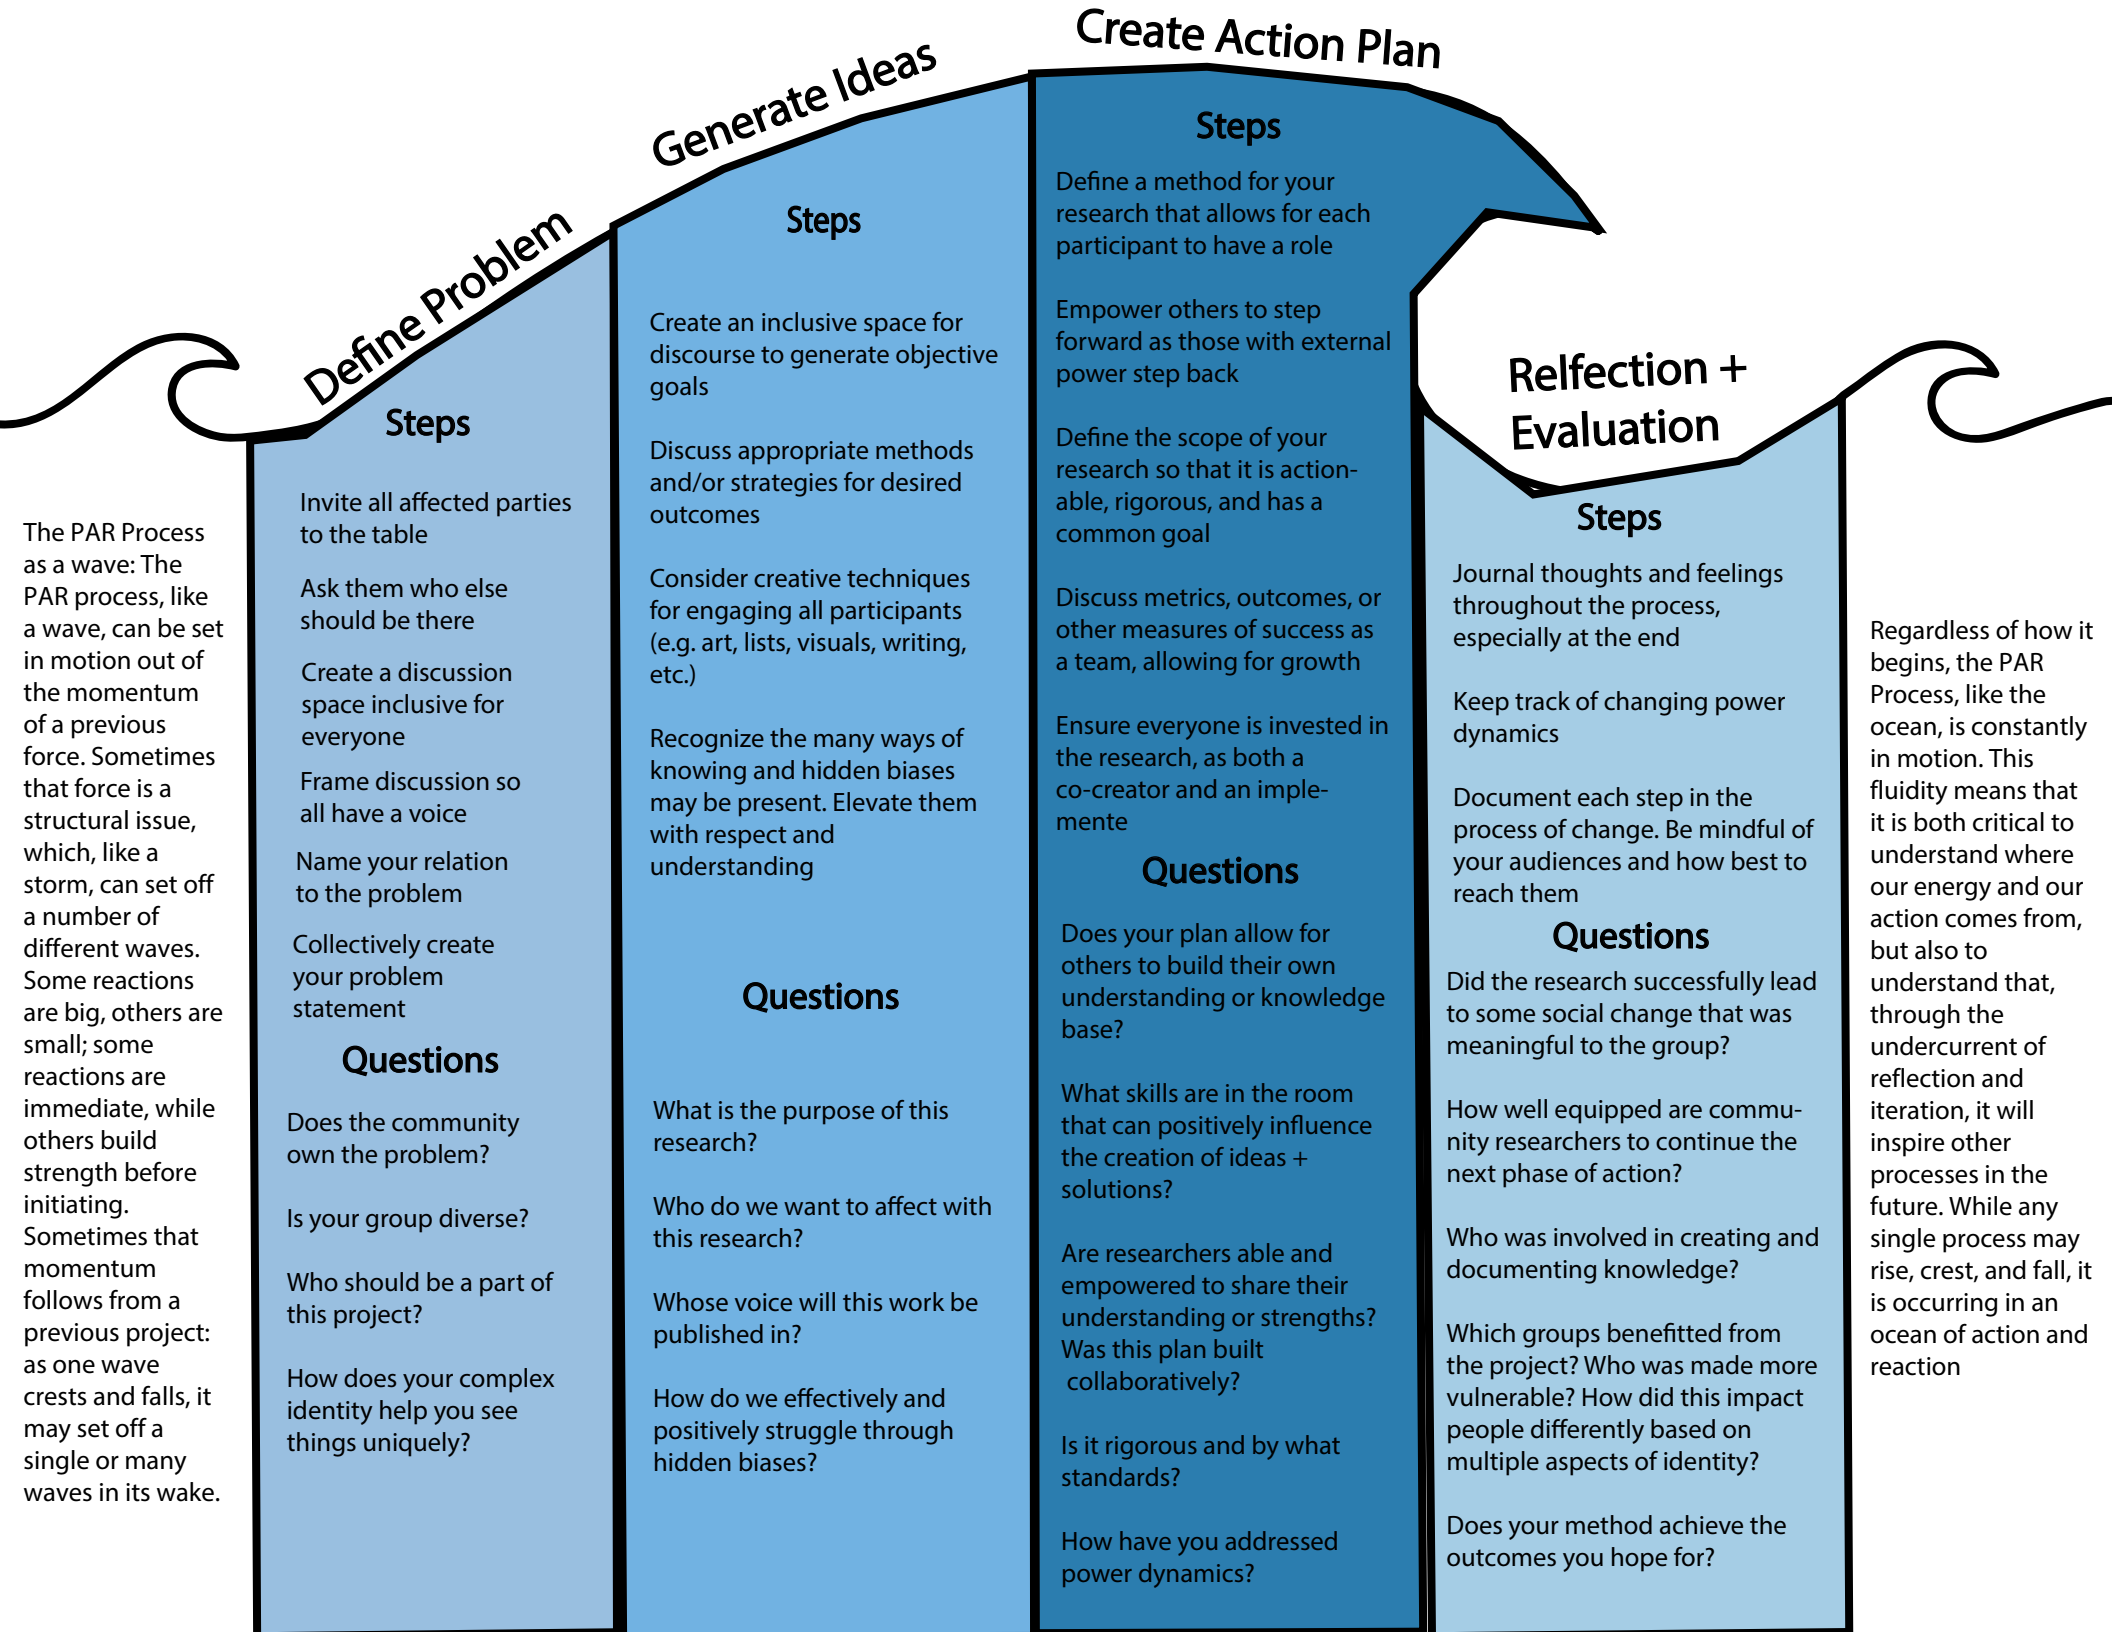 The PAR Process
as a wave: The
PAR process, like
a wave, can be set
in motion out of
the momentum
of a previous
force. Sometimes
that force is a
structural issue,
which, like a
storm, can set off
a number of
different waves.
Some reactions
are big, others are
small; some
reactions are
immediate, while
others build
strength before
initiating.
Sometimes that
momentum
follows from a
previous project:
as one wave
crests and falls, it
may set off a
single or many
waves in its wake.
Define Problem
Steps
Invite all affected parties
to the table
Ask them who else
should be there
Create a discussion
space inclusive for
everyone
Frame discussion so
all have a voice
Name your relation
to the problem
Collectively create
your problem
statement
Questions
Does the community
own the problem?
Is your group diverse?
Who should be a part of
this project?
How does your complex
identity help you see
things uniquely?
Generate Ideas
Steps
Create an inclusive space for
discourse to generate objective
goals
Discuss appropriate methods
and/or strategies for desired
outcomes
Consider creative techniques
for engaging all participants
(e.g. art, lists, visuals, writing,
etc.)
Recognize the many ways of
knowing and hidden biases
may be present. Elevate them
with respect and
understanding
Questions
What is the purpose of this
research?
Who do we want to affect with
this research?
Whose voice will this work be
published in?
How do we effectively and
positively struggle through
hidden biases?
Create Action Plan
Steps
Define a method for your
research that allows for each
participant to have a role
Empower others to step
forward as those with external
power step back
Define the scope of your
research so that it is action-
able, rigorous, and has a
common goal
Discuss metrics, outcomes, or
other measures of success as
a team, allowing for growth
Ensure everyone is invested in
the research, as both a
co-creator and an imple-
mente
Questions
Does your plan allow for
others to build their own
understanding or knowledge
base?
What skills are in the room
that can positively influence
the creation of ideas +
solutions?
Are researchers able and
empowered to share their
understanding or strengths?
Was this plan built
collaboratively?
Is it rigorous and by what
standards?
How have you addressed
power dynamics?
Relfection +
Evaluation
Steps
Journal thoughts and feelings
throughout the process,
especially at the end
Keep track of changing power
dynamics
Document each step in the
process of change. Be mindful of
your audiences and how best to
reach them
Questions
Did the research successfully lead
to some social change that was
meaningful to the group?
How well equipped are commu-
nity researchers to continue the
next phase of action?
Who was involved in creating and
documenting knowledge?
Which groups benefitted from
the project? Who was made more
vulnerable? How did this impact
people differently based on
multiple aspects of identity?
Does your method achieve the
outcomes you hope for?
Regardless of how it
begins, the PAR
Process, like the
ocean, is constantly
in motion. This
fluidity means that
it is both critical to
understand where
our energy and our
action comes from,
but also to
understand that,
through the
undercurrent of
reflection and
iteration, it will
inspire other
processes in the
future. While any
single process may
rise, crest, and fall, it
is occurring in an
ocean of action and
reaction